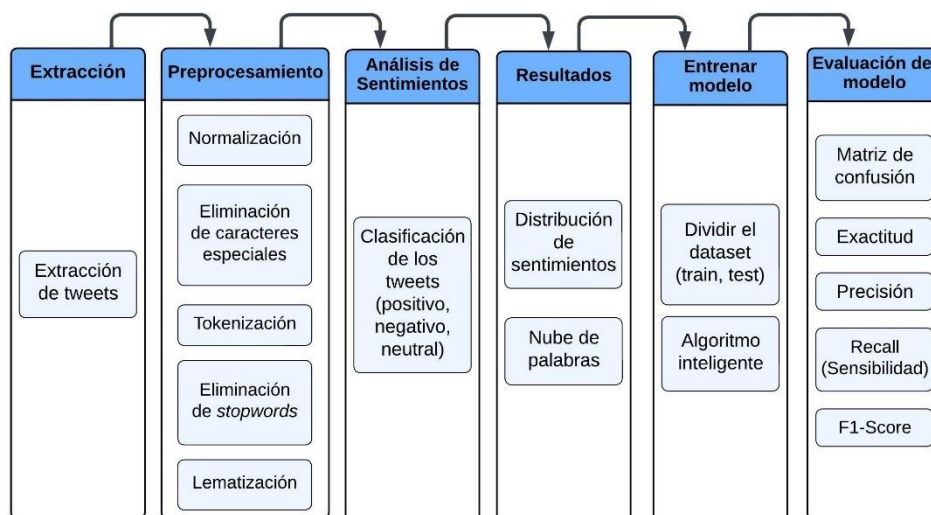 Extracción
Extracción
de tweets
Preprocesamiento
Normalización
Eliminación
de caracteres
especiales
Tokenización
Eliminación
de stopwords
Lematización
Análisis de
Sentimientos
Clasificación
de los
tweets
(positivo,
negativo,
neutral)
Resultados
Distribución
de
sentimientos
Nube de
palabras
Entrenar
modelo
Dividir el
dataset
(train, test)
Algoritmo
inteligente
Evaluación de
modelo
Matriz de
confusión
Exactitud
Precisión
Recall
(Sensibilidad)
F1-Score